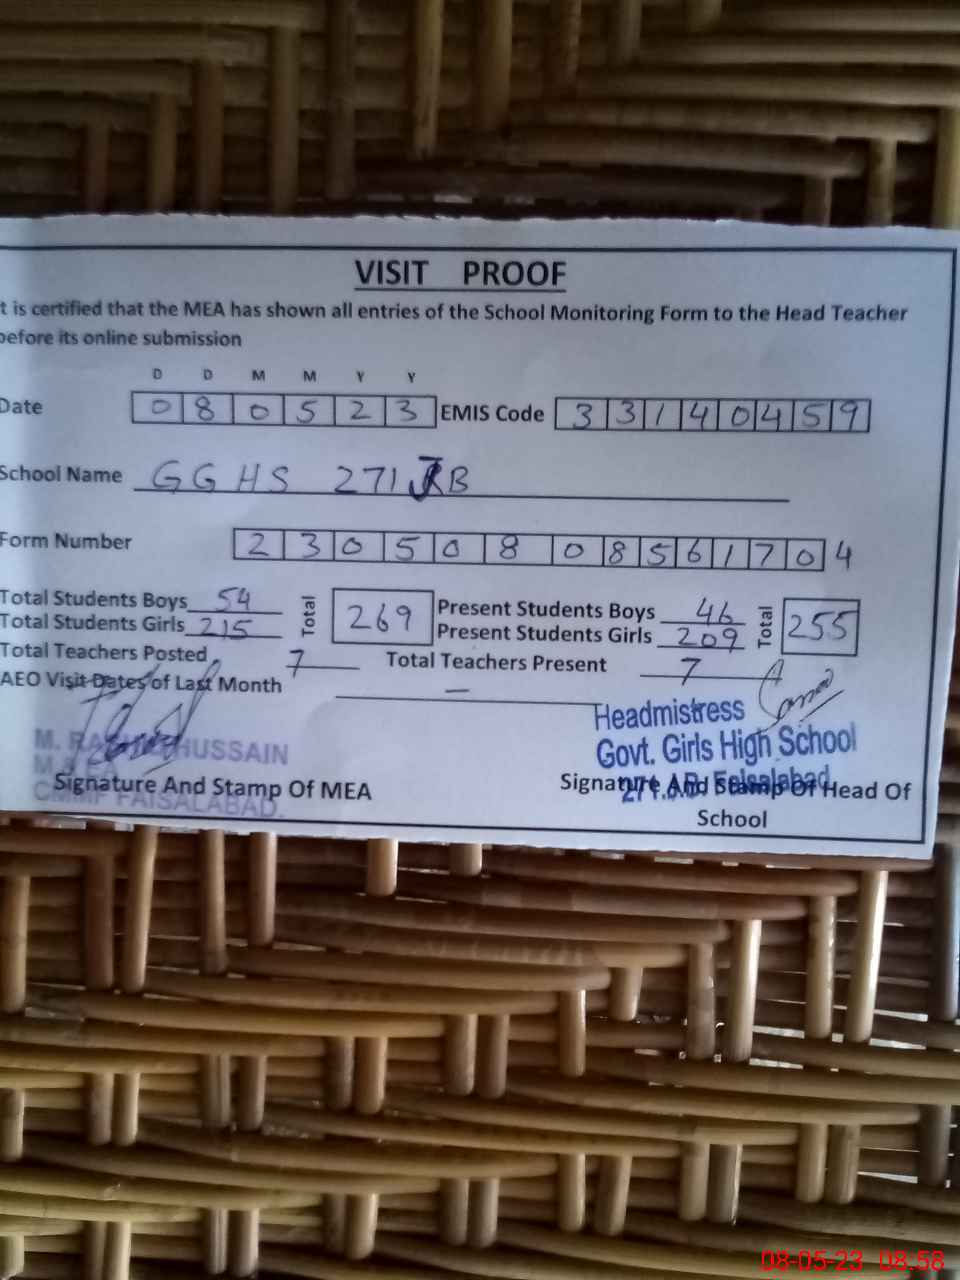 VISIT PROOF
t is certified that the MEA has shown all entries of the School Monitoring Form to the Head Teacher
before its online submission
D D M M Y Y
Date 0 8 0 5 2 3 EMIS Code 3 3 1 4 0 4 5 9
School Name GGHS 271 RB
Form Number 2 3 0 5 0 8 0 8 5 6 1 7 0 4
Total Students Boys 54 Total 269 Present Students Boys 46 Total 255
Total Students Girls 215 Present Students Girls 209
Total Teachers Posted 7 Total Teachers Present 7
AEO Visit Dates of Last Month —
Headmistress
Govt. Girls High School
M. HUSSAIN
271 Faisalabad
Signature And Stamp Of MEA Signature And Stamp Of Head Of
School
FAISALABAD.
08-05-23 08:58